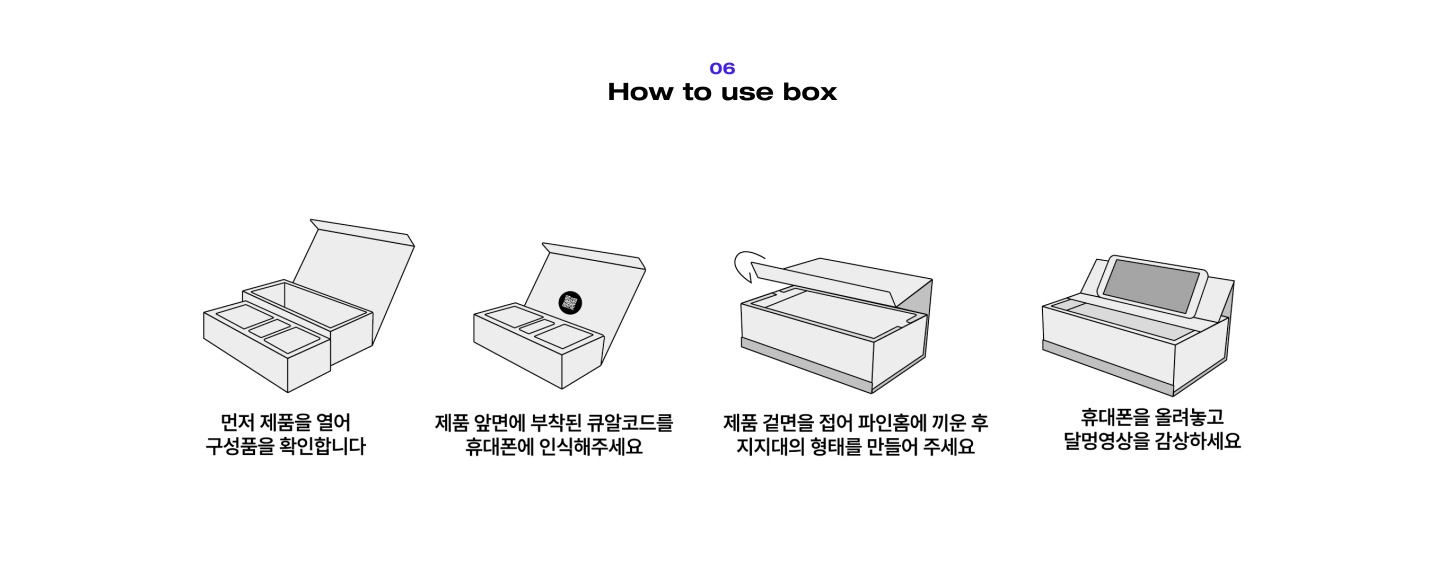 06
How to use box
먼저 제품을 열어
구성품을 확인합니다
제품 앞면에 부착된 큐알코드를
휴대폰에 인식해주세요
제품 겉면을 접어 파인홈에 끼운 후
지지대의 형태를 만들어 주세요
휴대폰을 올려놓고
달멍영상을 감상하세요